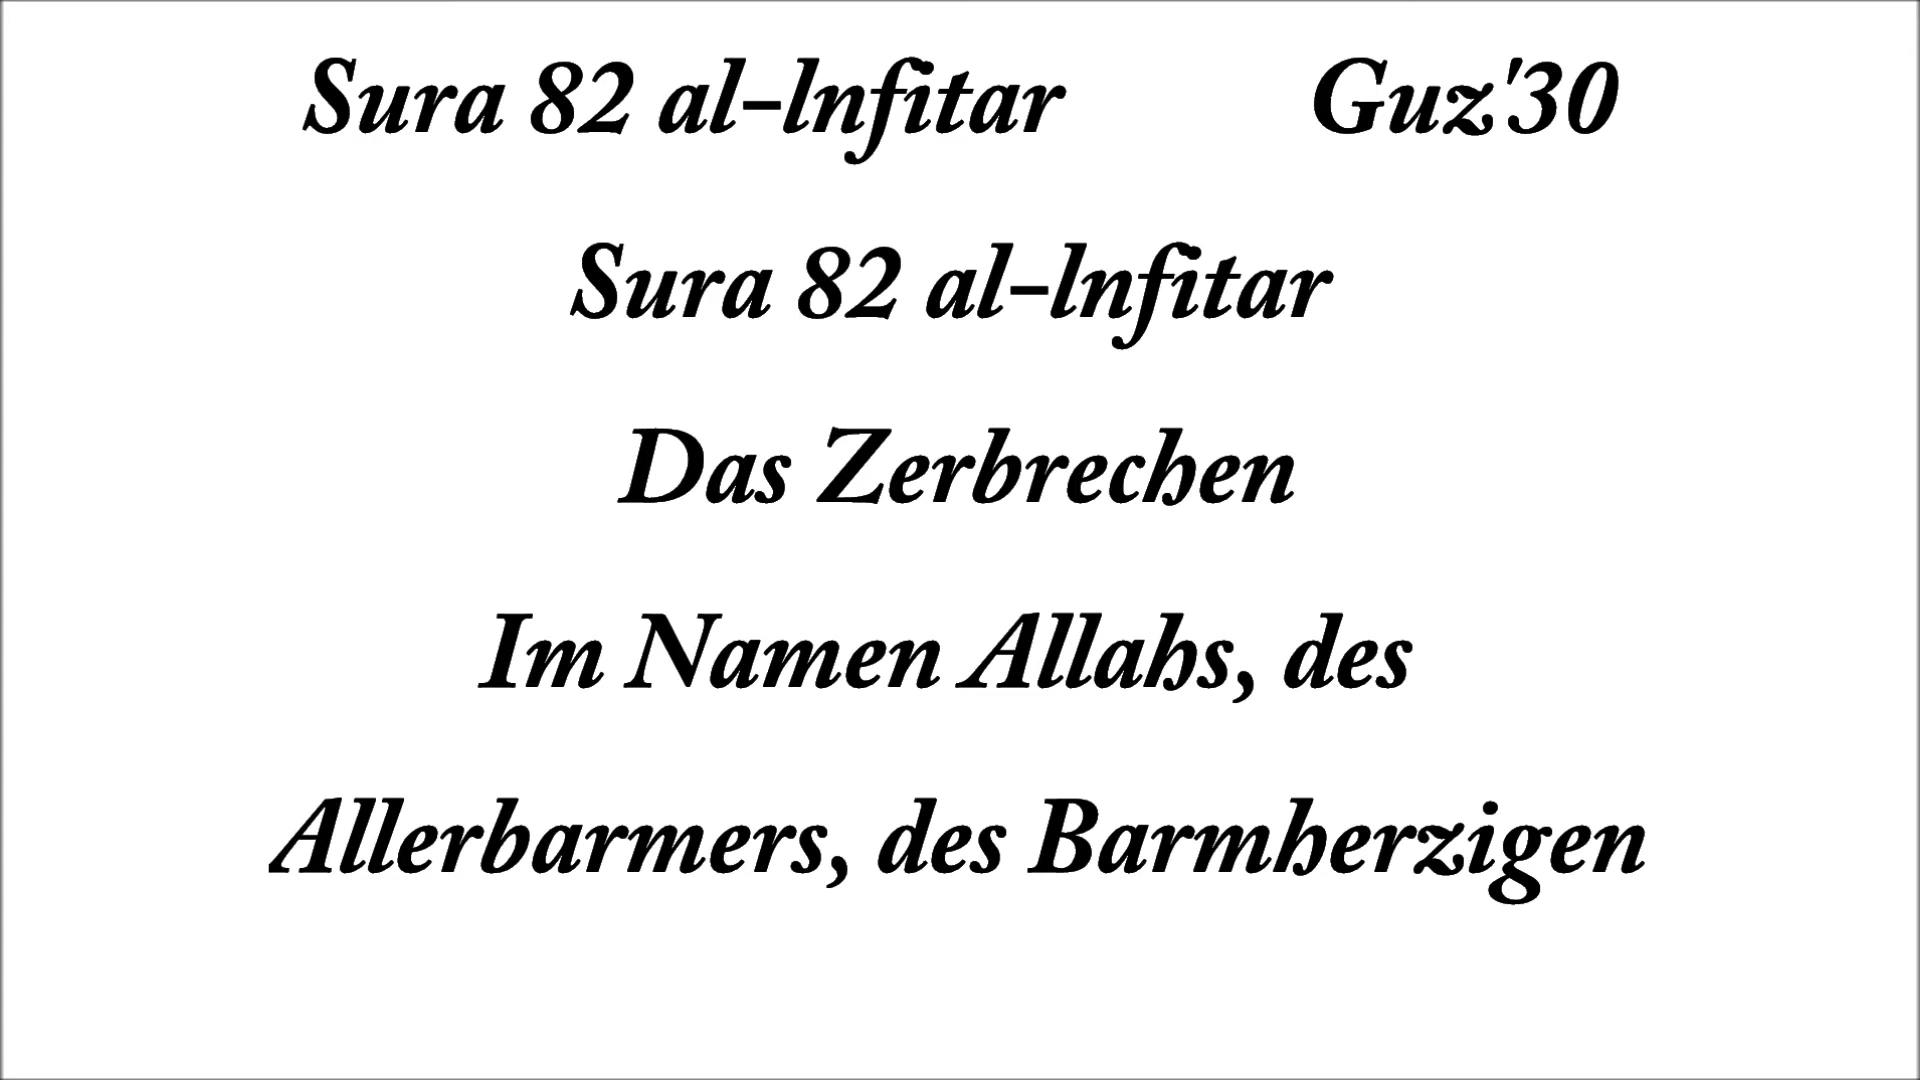 Sura 82 al-lnfitar Guz'30
Sura 82 al-lnfitar
Das Zerbrechen
Im Namen Allahs, des
Allerbarmers, des Barmherzigen